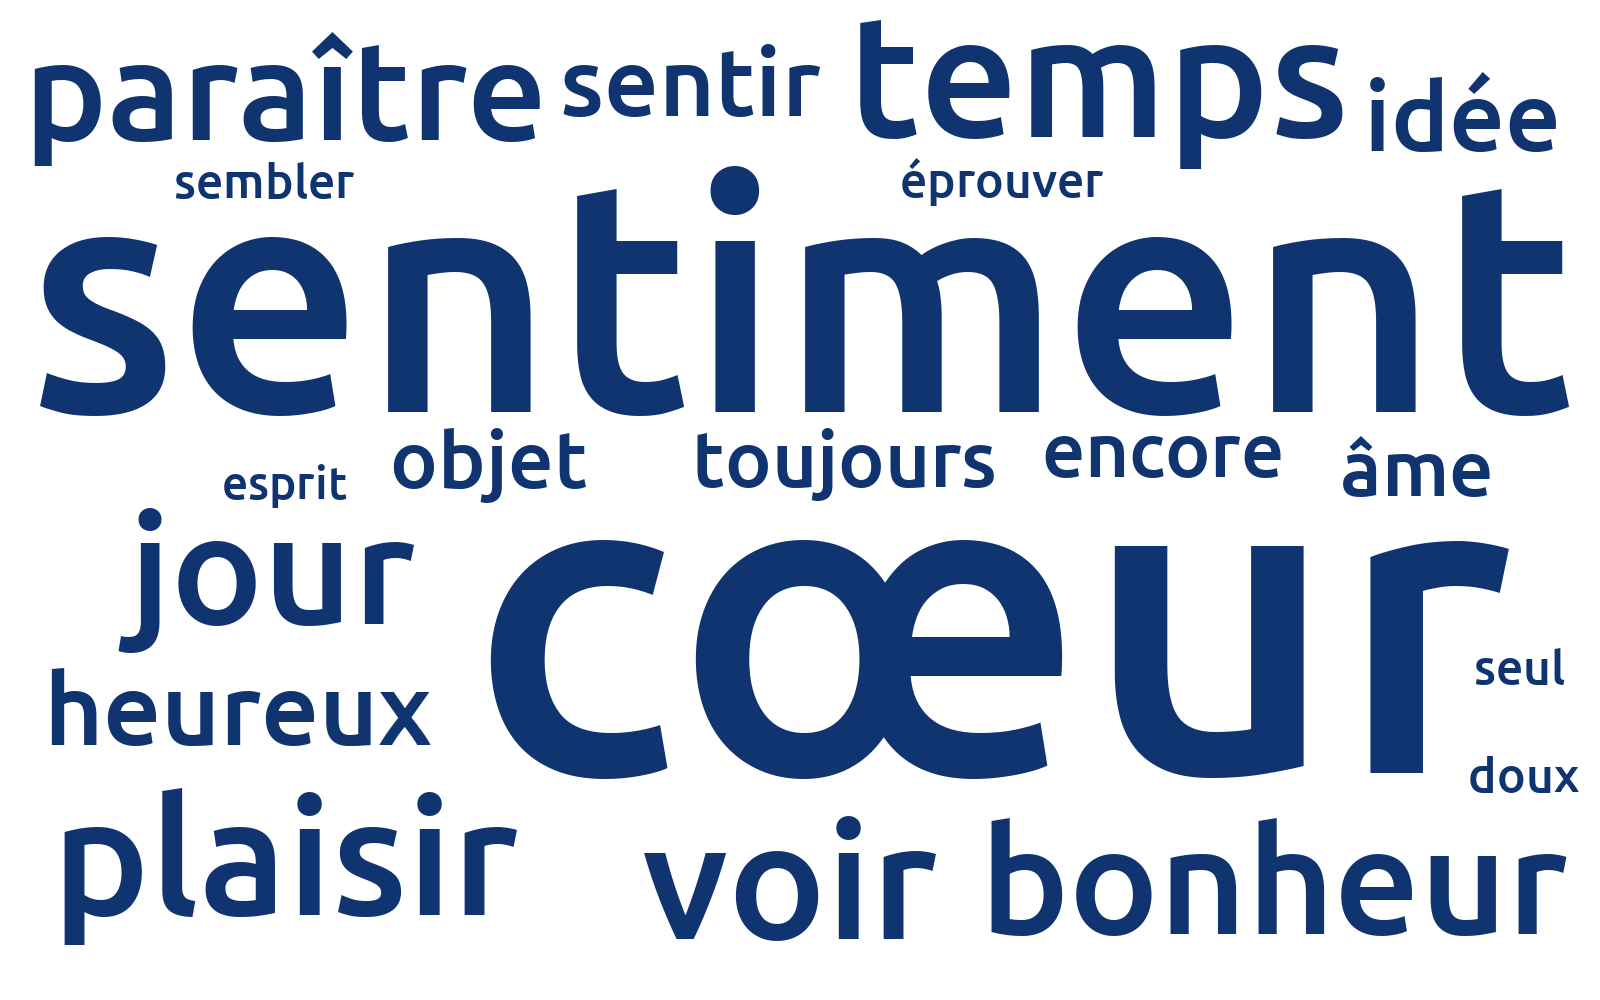 paraître sentir temps idée
sembler éprouver
sentiment
objet toujours encore âme
esprit
jour cœur
heureux seul
doux
plaisir voir bonheur